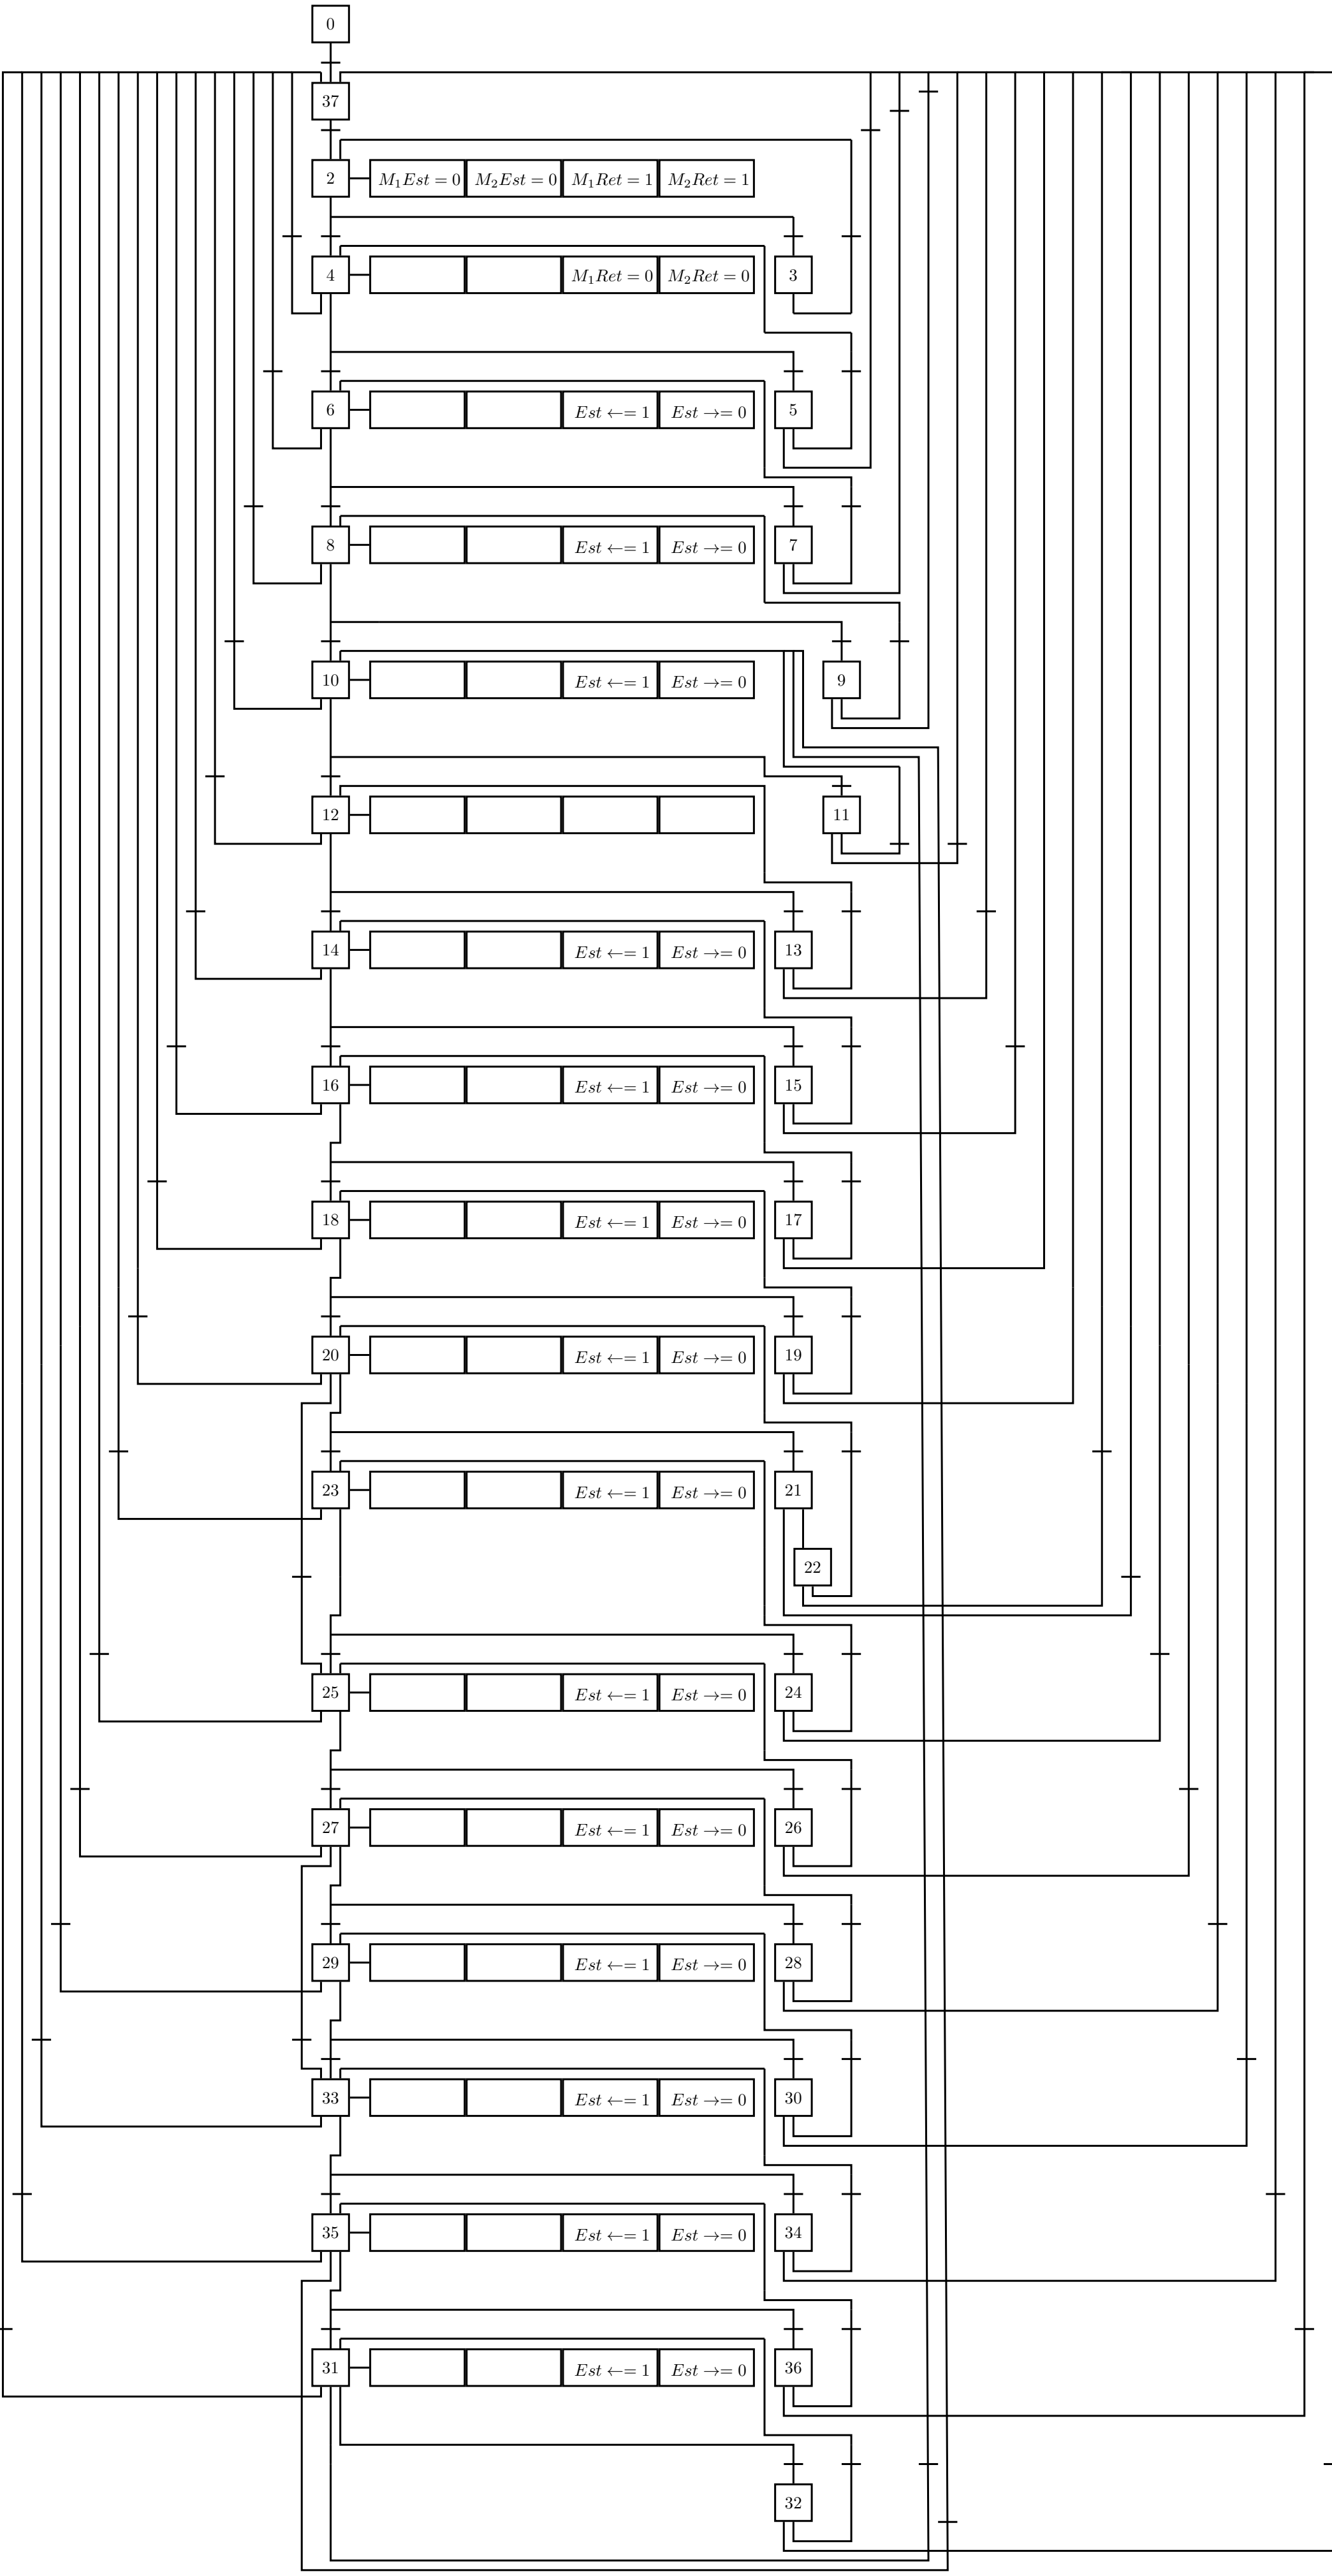 0
37
2 M₁Est = 0 M₂Est = 0 M₁Ret = 1 M₂Ret = 1
4 M₁Ret = 0 M₂Ret = 0 3
6 Est ←= 1 Est →= 0 5
8 Est ←= 1 Est →= 0 7
10 Est ←= 1 Est →= 0 9
12 11
14 Est ←= 1 Est →= 0 13
16 Est ←= 1 Est →= 0 15
18 Est ←= 1 Est →= 0 17
20 Est ←= 1 Est →= 0 19
23 Est ←= 1 Est →= 0 21
22
25 Est ←= 1 Est →= 0 24
27 Est ←= 1 Est →= 0 26
29 Est ←= 1 Est →= 0 28
33 Est ←= 1 Est →= 0 30
35 Est ←= 1 Est →= 0 34
31 Est ←= 1 Est →= 0 36
32